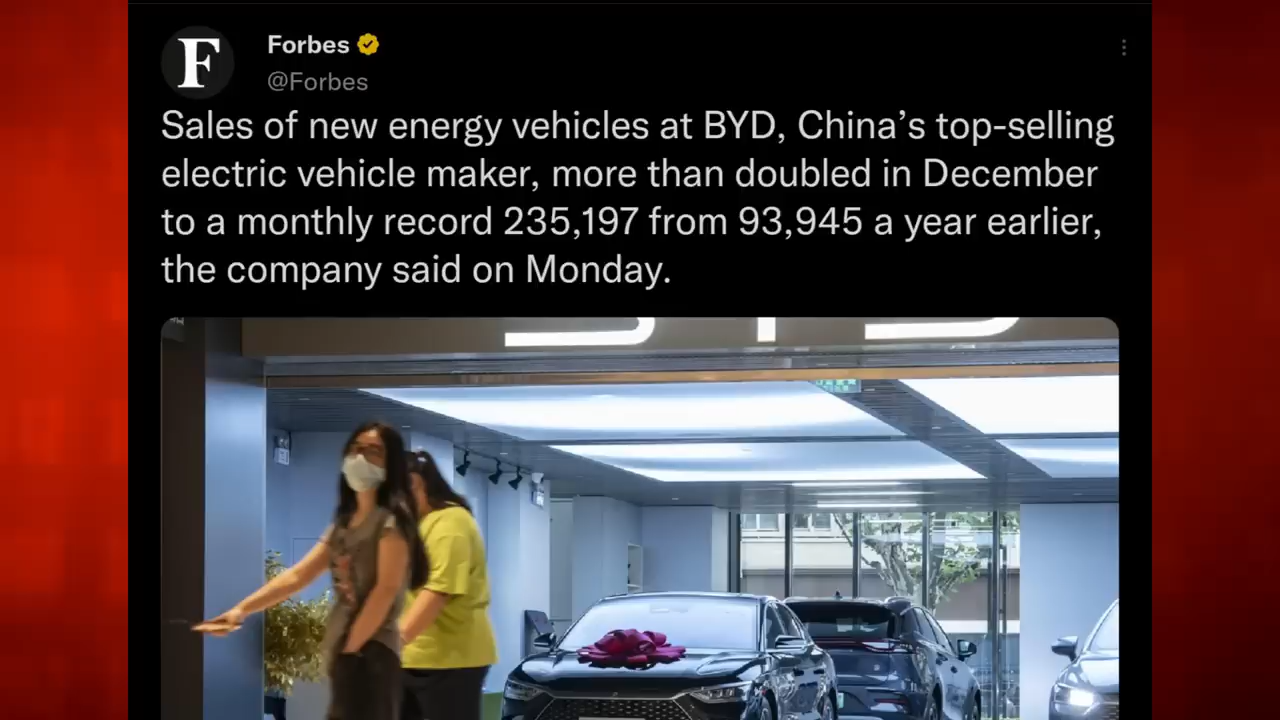 F
Forbes
@Forbes
Sales of new energy vehicles at BYD, China’s top-selling
electric vehicle maker, more than doubled in December
to a monthly record 235,197 from 93,945 a year earlier,
the company said on Monday.